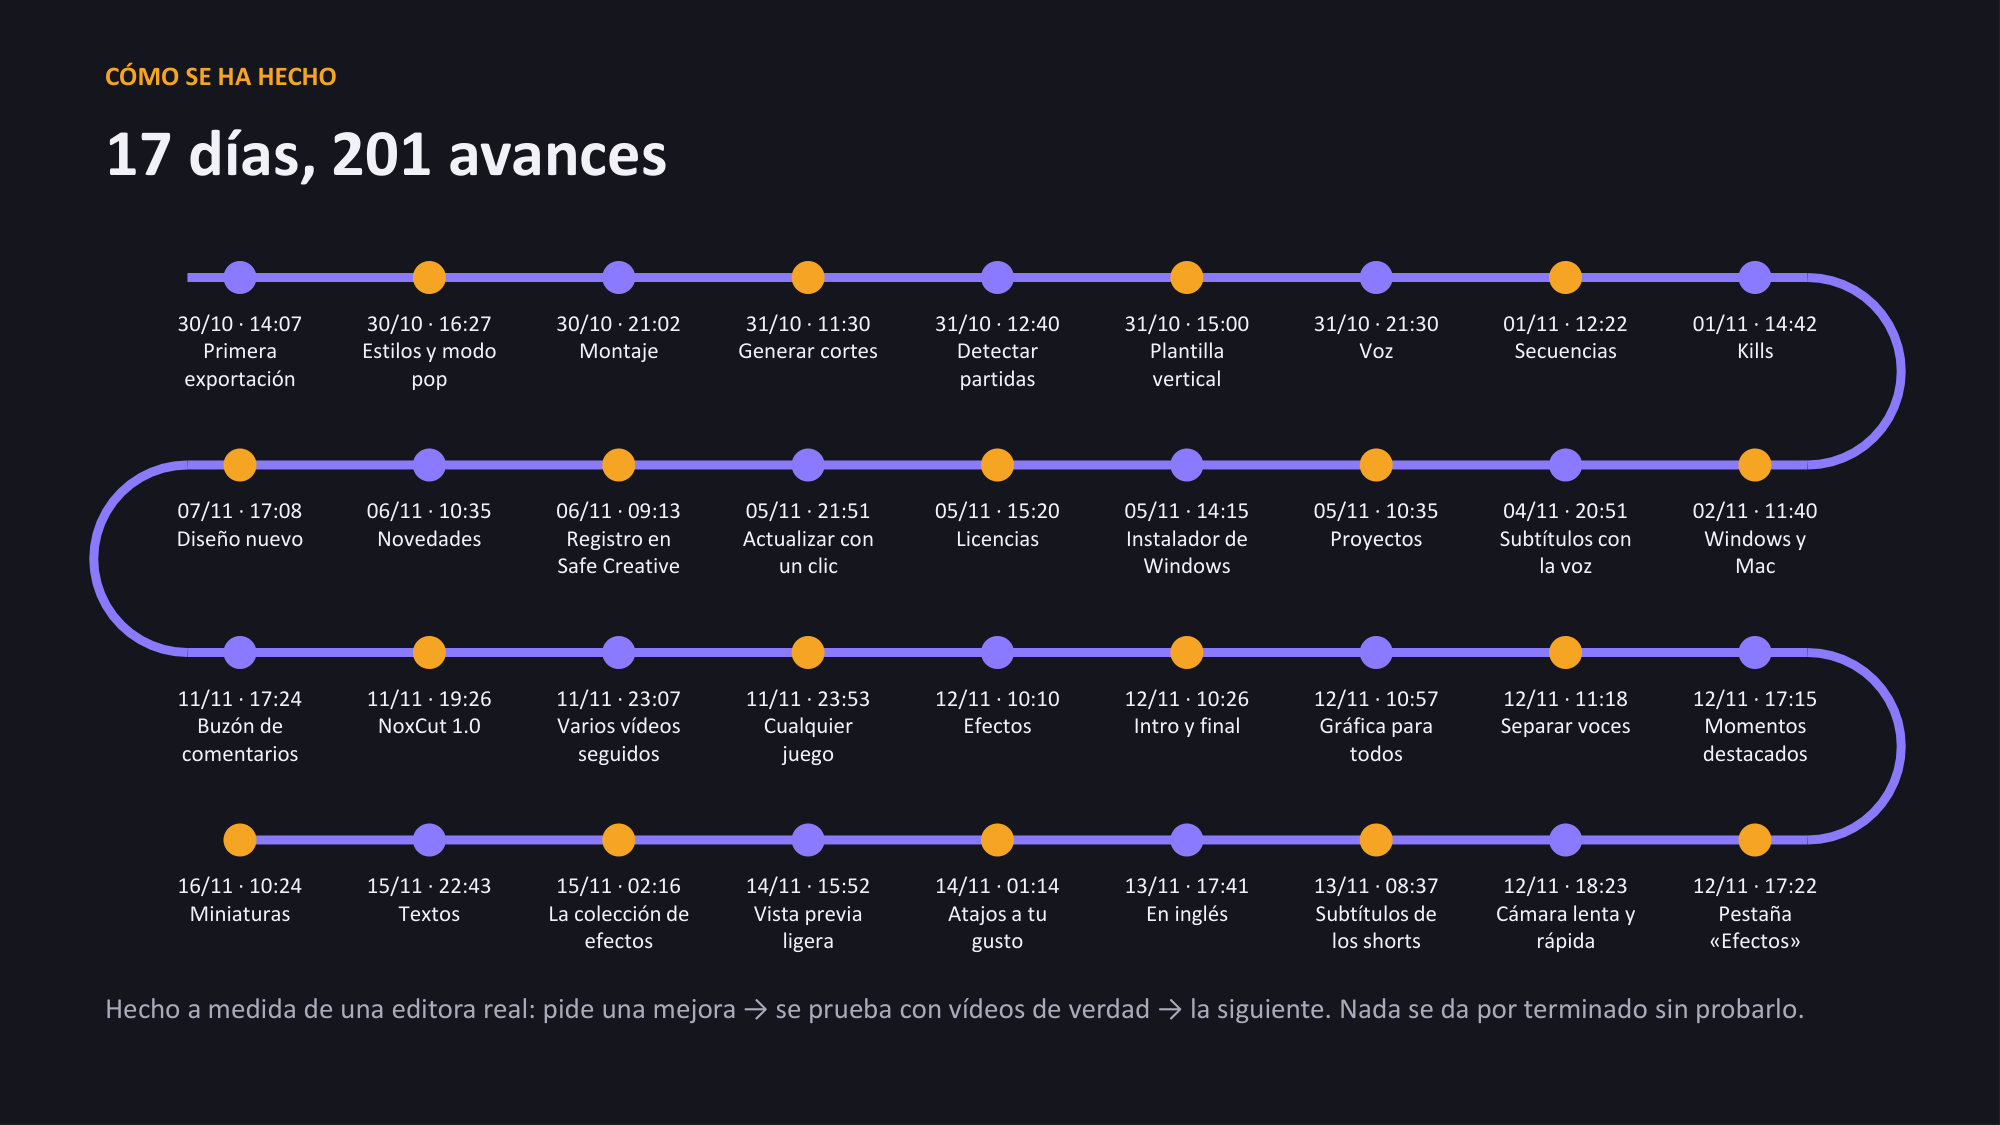 CÓMO SE HA HECHO
17 días, 201 avances
30/10 · 14:07
Primera
exportación
30/10 · 16:27
Estilos y modo
pop
30/10 · 21:02
Montaje
31/10 · 11:30
Generar cortes
31/10 · 12:40
Detectar
partidas
31/10 · 15:00
Plantilla
vertical
31/10 · 21:30
Voz
01/11 · 12:22
Secuencias
01/11 · 14:42
Kills
07/11 · 17:08
Diseño nuevo
06/11 · 10:35
Novedades
06/11 · 09:13
Registro en
Safe Creative
05/11 · 21:51
Actualizar con
un clic
05/11 · 15:20
Licencias
05/11 · 14:15
Instalador de
Windows
05/11 · 10:35
Proyectos
04/11 · 20:51
Subtítulos con
la voz
02/11 · 11:40
Windows y
Mac
11/11 · 17:24
Buzón de
comentarios
11/11 · 19:26
NoxCut 1.0
11/11 · 23:07
Varios vídeos
seguidos
11/11 · 23:53
Cualquier
juego
12/11 · 10:10
Efectos
12/11 · 10:26
Intro y final
12/11 · 10:57
Gráfica para
todos
12/11 · 11:18
Separar voces
12/11 · 17:15
Momentos
destacados
16/11 · 10:24
Miniaturas
15/11 · 22:43
Textos
15/11 · 02:16
La colección de
efectos
14/11 · 15:52
Vista previa
ligera
14/11 · 01:14
Atajos a tu
gusto
13/11 · 17:41
En inglés
13/11 · 08:37
Subtítulos de
los shorts
12/11 · 18:23
Cámara lenta y
rápida
12/11 · 17:22
Pestaña
«Efectos»
Hecho a medida de una editora real: pide una mejora → se prueba con vídeos de verdad → la siguiente. Nada se da por terminado sin probarlo.